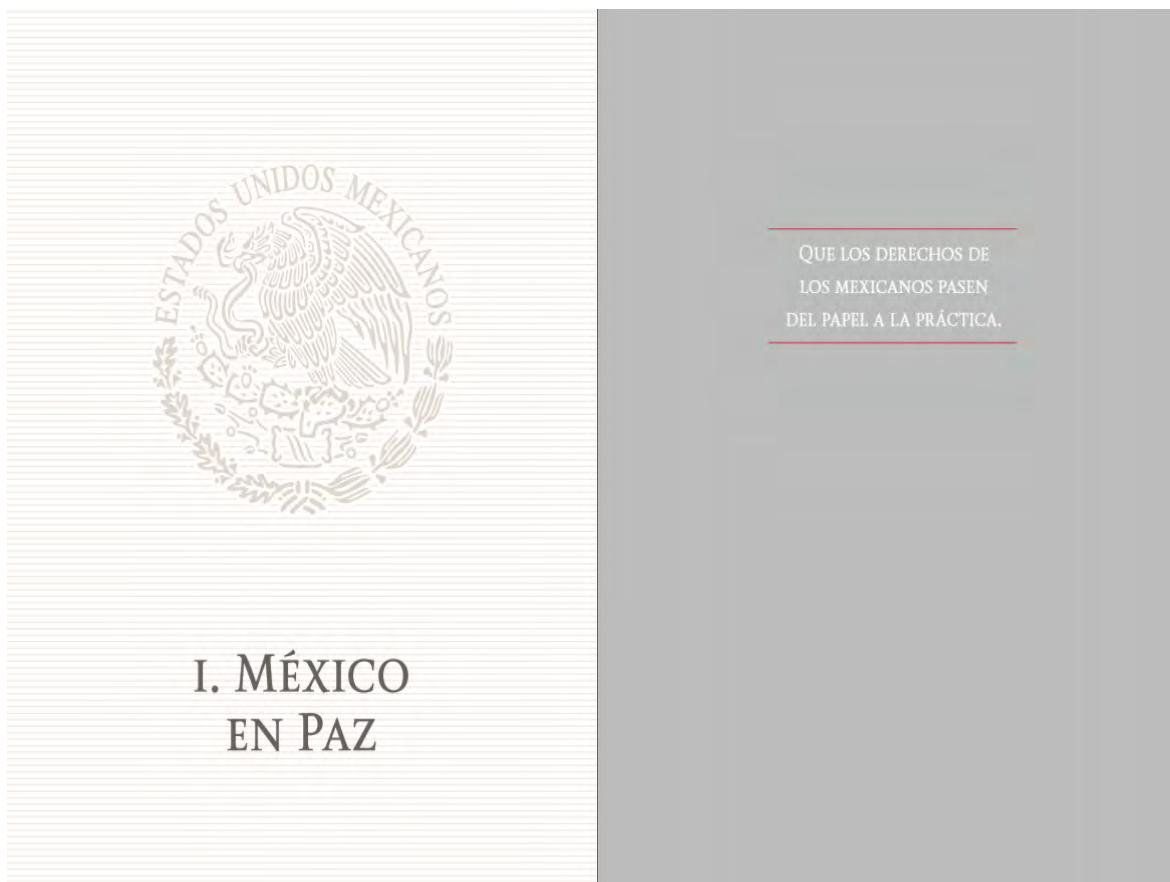 ESTADOS UNIDOS MEXICANOS
I. MÉXICO
EN PAZ
QUE LOS DERECHOS DE
LOS MEXICANOS PASEN
DEL PAPEL A LA PRÁCTICA.